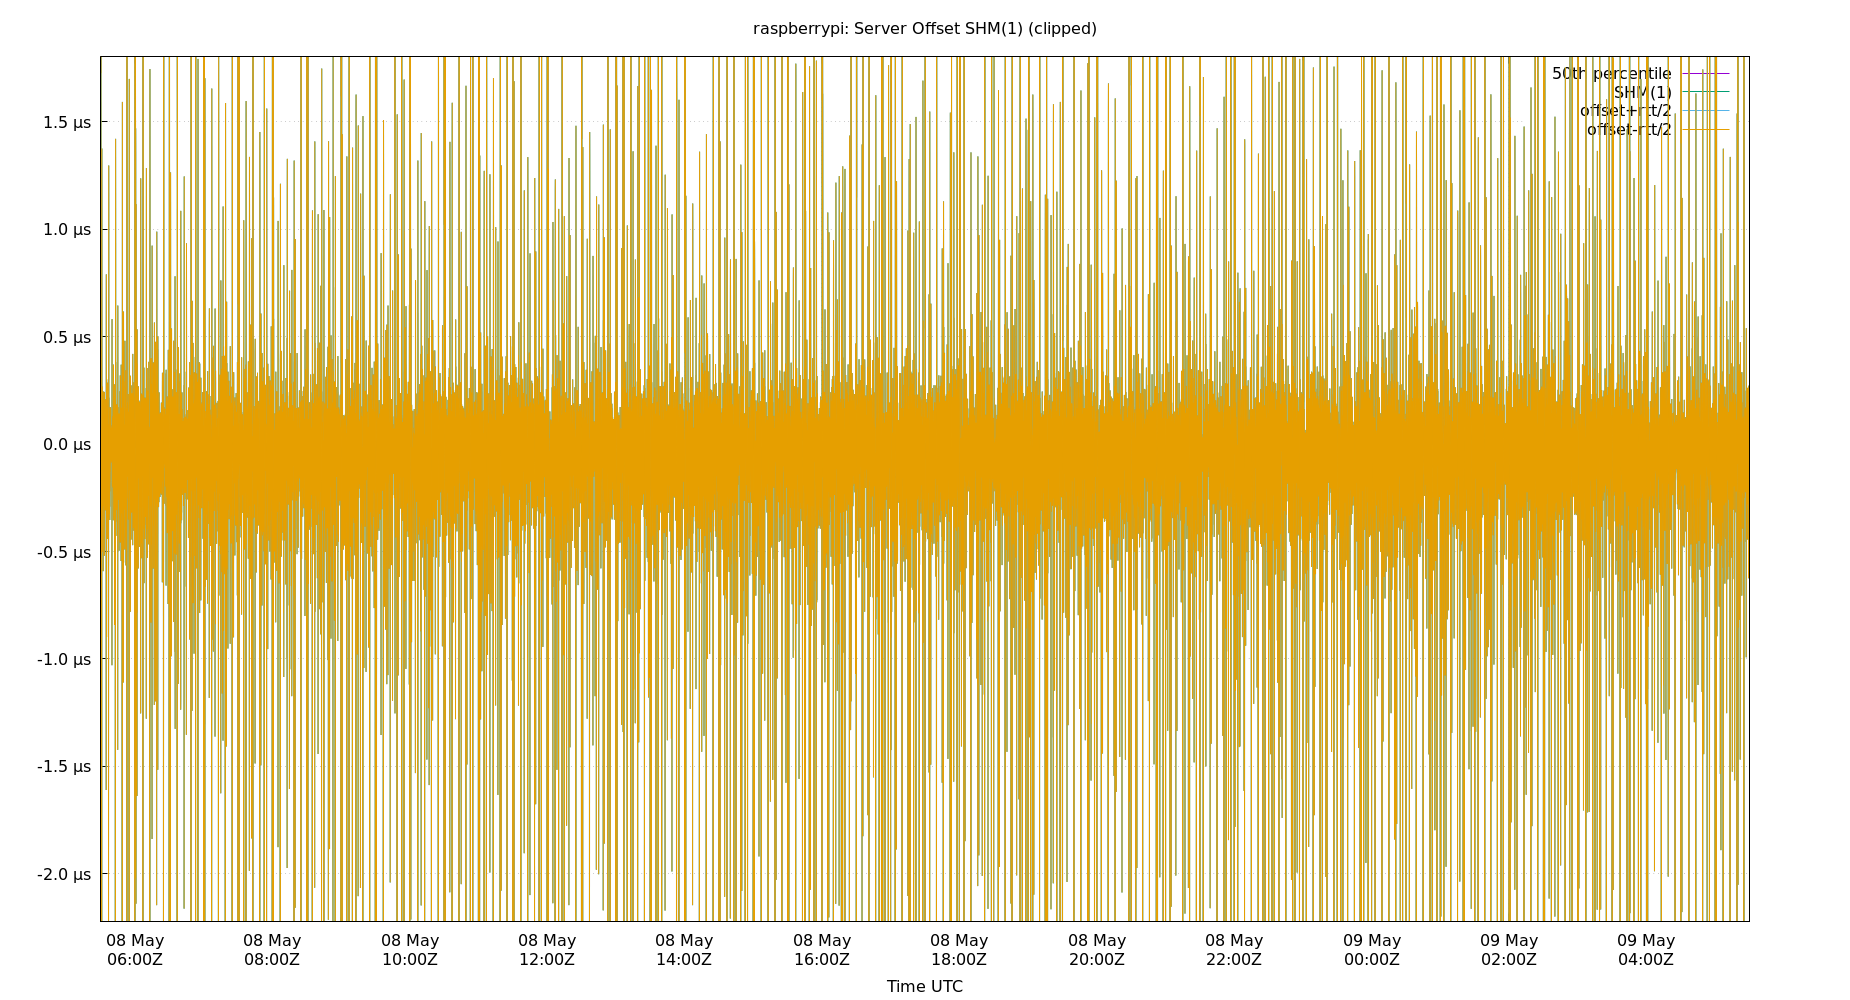 raspberrypi: Server Offset SHM(1) (clipped)
50th percentile
SHM(1)
offset+rtt/2
offset-rtt/2
1.5 µs
1.0 µs
0.5 µs
0.0 µs
-0.5 µs
-1.0 µs
-1.5 µs
-2.0 µs
08 May 08 May 08 May 08 May 08 May 08 May 08 May 08 May 08 May 09 May 09 May 09 May
06:00Z 08:00Z 10:00Z 12:00Z 14:00Z 16:00Z 18:00Z 20:00Z 22:00Z 00:00Z 02:00Z 04:00Z
Time UTC